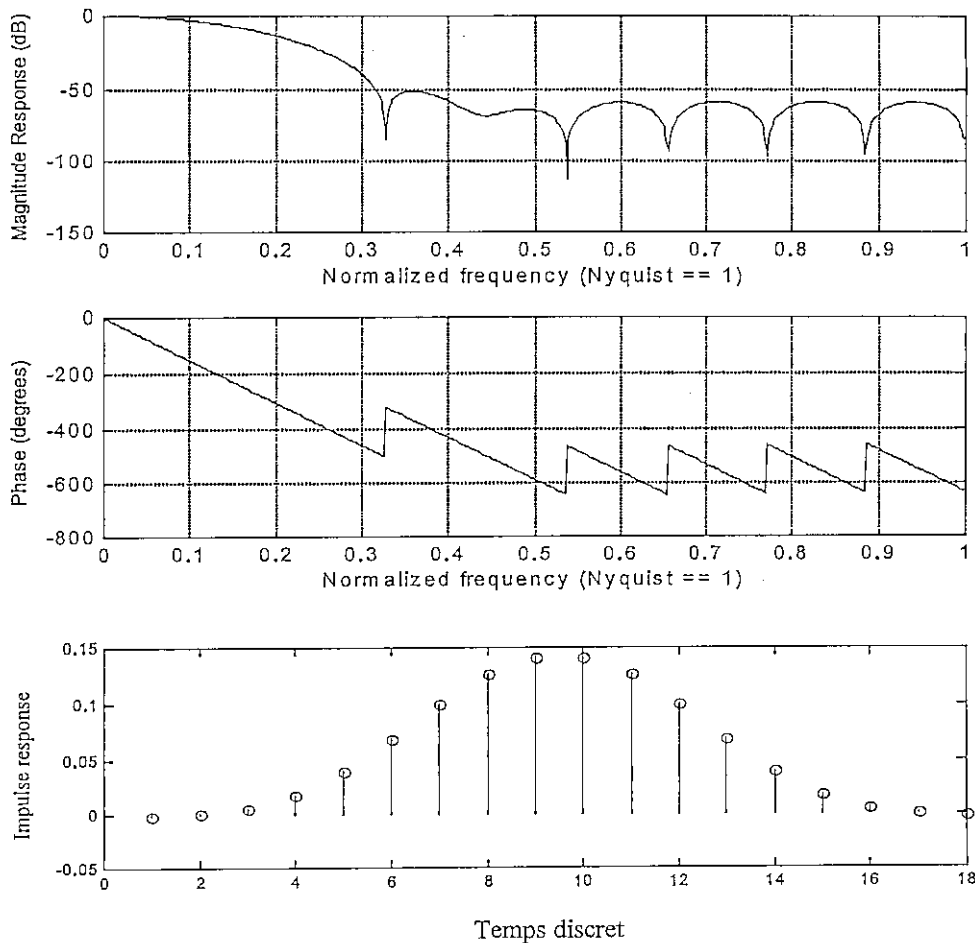 Magnitude Response (dB)
0
-50
-100
-150
0 0.1 0.2 0.3 0.4 0.5 0.6 0.7 0.8 0.9 1
Normalized frequency (Nyquist == 1)
Phase (degrees)
0
-200
-400
-600
-800
0 0.1 0.2 0.3 0.4 0.5 0.6 0.7 0.8 0.9 1
Normalized frequency (Nyquist == 1)
Impulse response
0.15
0.1
0.05
0
-0.05
0 2 4 6 8 10 12 14 16 18
Temps discret